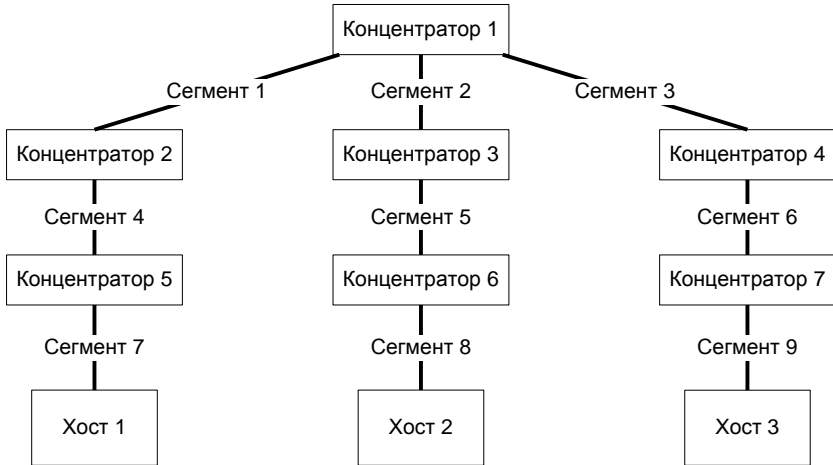 Концентратор 1
Сегмент 1
Сегмент 2
Сегмент 3
Концентратор 2
Концентратор 3
Концентратор 4
Сегмент 4
Сегмент 5
Сегмент 6
Концентратор 5
Концентратор 6
Концентратор 7
Сегмент 7
Сегмент 8
Сегмент 9
Хост 1
Хост 2
Хост 3